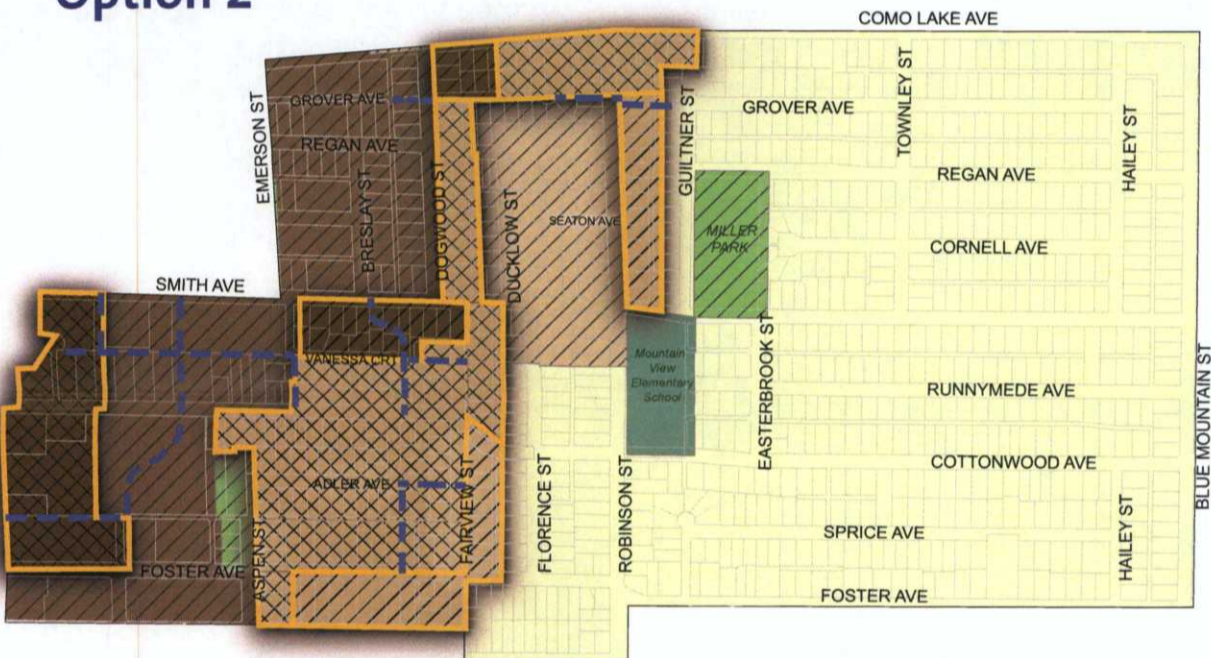 Option 2
COMO LAKE AVE
GROVER AVE
GROVER AVE
REGAN AVE
REGAN AVE
EMERSON ST
BRESLAY ST
DOGWOOD ST
DUCKLOW ST
SEATON AVE
GUILTNER ST
TOWNLEY ST
HAILEY ST
MILLER
PARK
CORNELL AVE
SMITH AVE
VANESSA CRT
Mountain
View
Elementary
School
EASTERBROOK ST
RUNNYMEDE AVE
BLUE MOUNTAIN ST
COTTONWOOD AVE
ADLER AVE
FAIRVIEW ST
FLORENCE ST
ROBINSON ST
SPRICE AVE
HAILEY ST
ASPEN ST
FOSTER AVE
FOSTER AVE